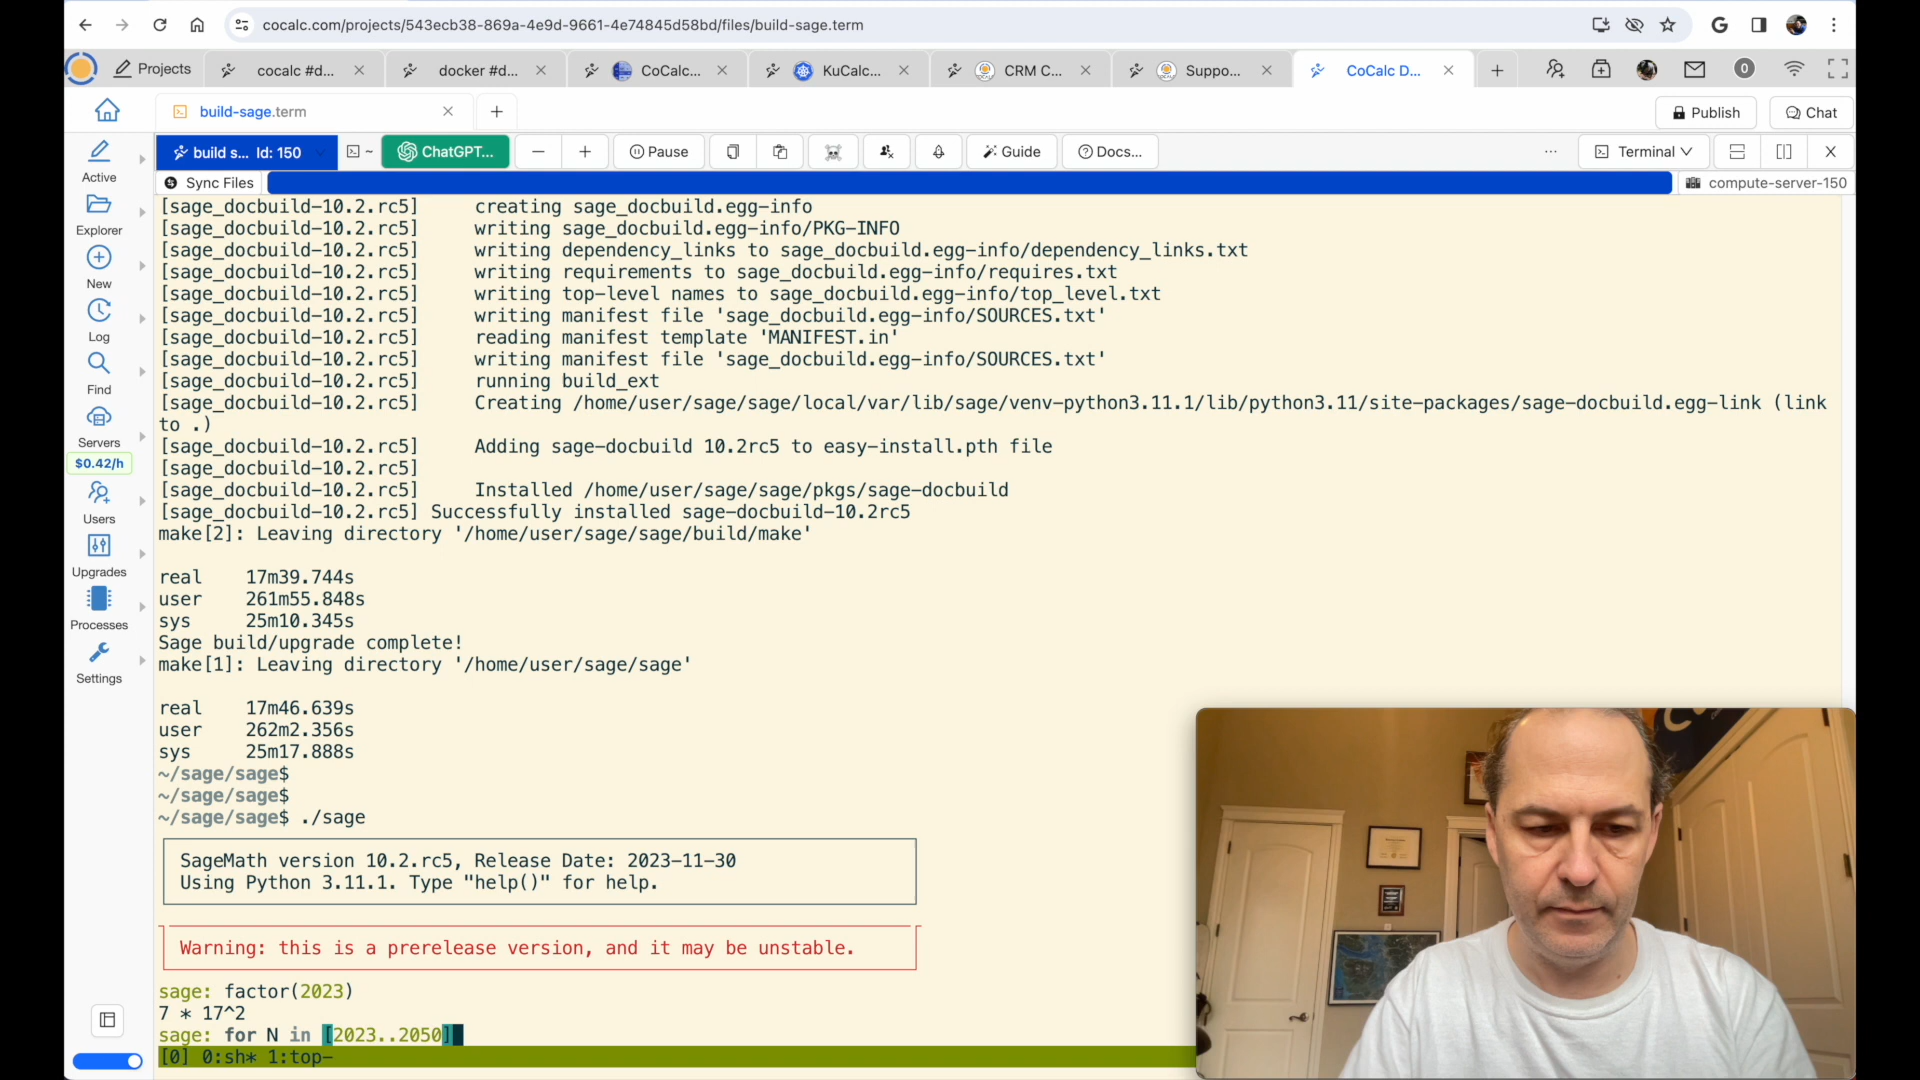 cocalc.com/projects/543ecb38-869a-4e9d-9661-4e74845d58bd/files/build-sage.term
Projects cocalc #d... docker #d... CoCalc... KuCalc... CRM C... Suppo... CoCalc D... 0
build-sage.term Publish Chat
build s... Id: 150 ~ ChatGPT... Pause Guide Docs... ... Terminal
Sync Files compute-server-150
Active
Explorer
New
Log
Find
Servers
$0.42/h
Users
Upgrades
Processes
Settings
[sage_docbuild-10.2.rc5] creating sage_docbuild.egg-info
[sage_docbuild-10.2.rc5] writing sage_docbuild.egg-info/PKG-INFO
[sage_docbuild-10.2.rc5] writing dependency_links to sage_docbuild.egg-info/dependency_links.txt
[sage_docbuild-10.2.rc5] writing requirements to sage_docbuild.egg-info/requires.txt
[sage_docbuild-10.2.rc5] writing top-level names to sage_docbuild.egg-info/top_level.txt
[sage_docbuild-10.2.rc5] writing manifest file 'sage_docbuild.egg-info/SOURCES.txt'
[sage_docbuild-10.2.rc5] reading manifest template 'MANIFEST.in'
[sage_docbuild-10.2.rc5] writing manifest file 'sage_docbuild.egg-info/SOURCES.txt'
[sage_docbuild-10.2.rc5] running build_ext
[sage_docbuild-10.2.rc5] Creating /home/user/sage/sage/local/var/lib/sage/venv-python3.11.1/lib/python3.11/site-packages/sage-docbuild.egg-link (link
to .)
[sage_docbuild-10.2.rc5] Adding sage-docbuild 10.2rc5 to easy-install.pth file
[sage_docbuild-10.2.rc5]
[sage_docbuild-10.2.rc5] Installed /home/user/sage/sage/pkgs/sage-docbuild
[sage_docbuild-10.2.rc5] Successfully installed sage-docbuild-10.2rc5
make[2]: Leaving directory '/home/user/sage/sage/build/make'
real 17m39.744s
user 261m55.848s
sys 25m10.345s
Sage build/upgrade complete!
make[1]: Leaving directory '/home/user/sage/sage'
real 17m46.639s
user 262m2.356s
sys 25m17.888s
~/sage/sage$
~/sage/sage$
~/sage/sage$ ./sage
SageMath version 10.2.rc5, Release Date: 2023-11-30
Using Python 3.11.1. Type "help()" for help.
Warning: this is a prerelease version, and it may be unstable.
sage: factor(2023)
7 * 17^2
sage: for N in [2023..2050]
[0] 0:sh* 1:top-